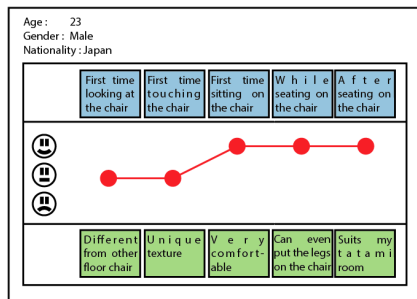 Age : 23
Gender : Male
Nationality : Japan
First time
looking at
the chair
First time
touching
the chair
First time
sitting on
the chair
While
seating on
the chair
After
seating on
the chair
Different
from other
floor chair
Unique
texture
Very
comfort-
able
Can even
put the legs
on the chair
Suits my
tatami
room